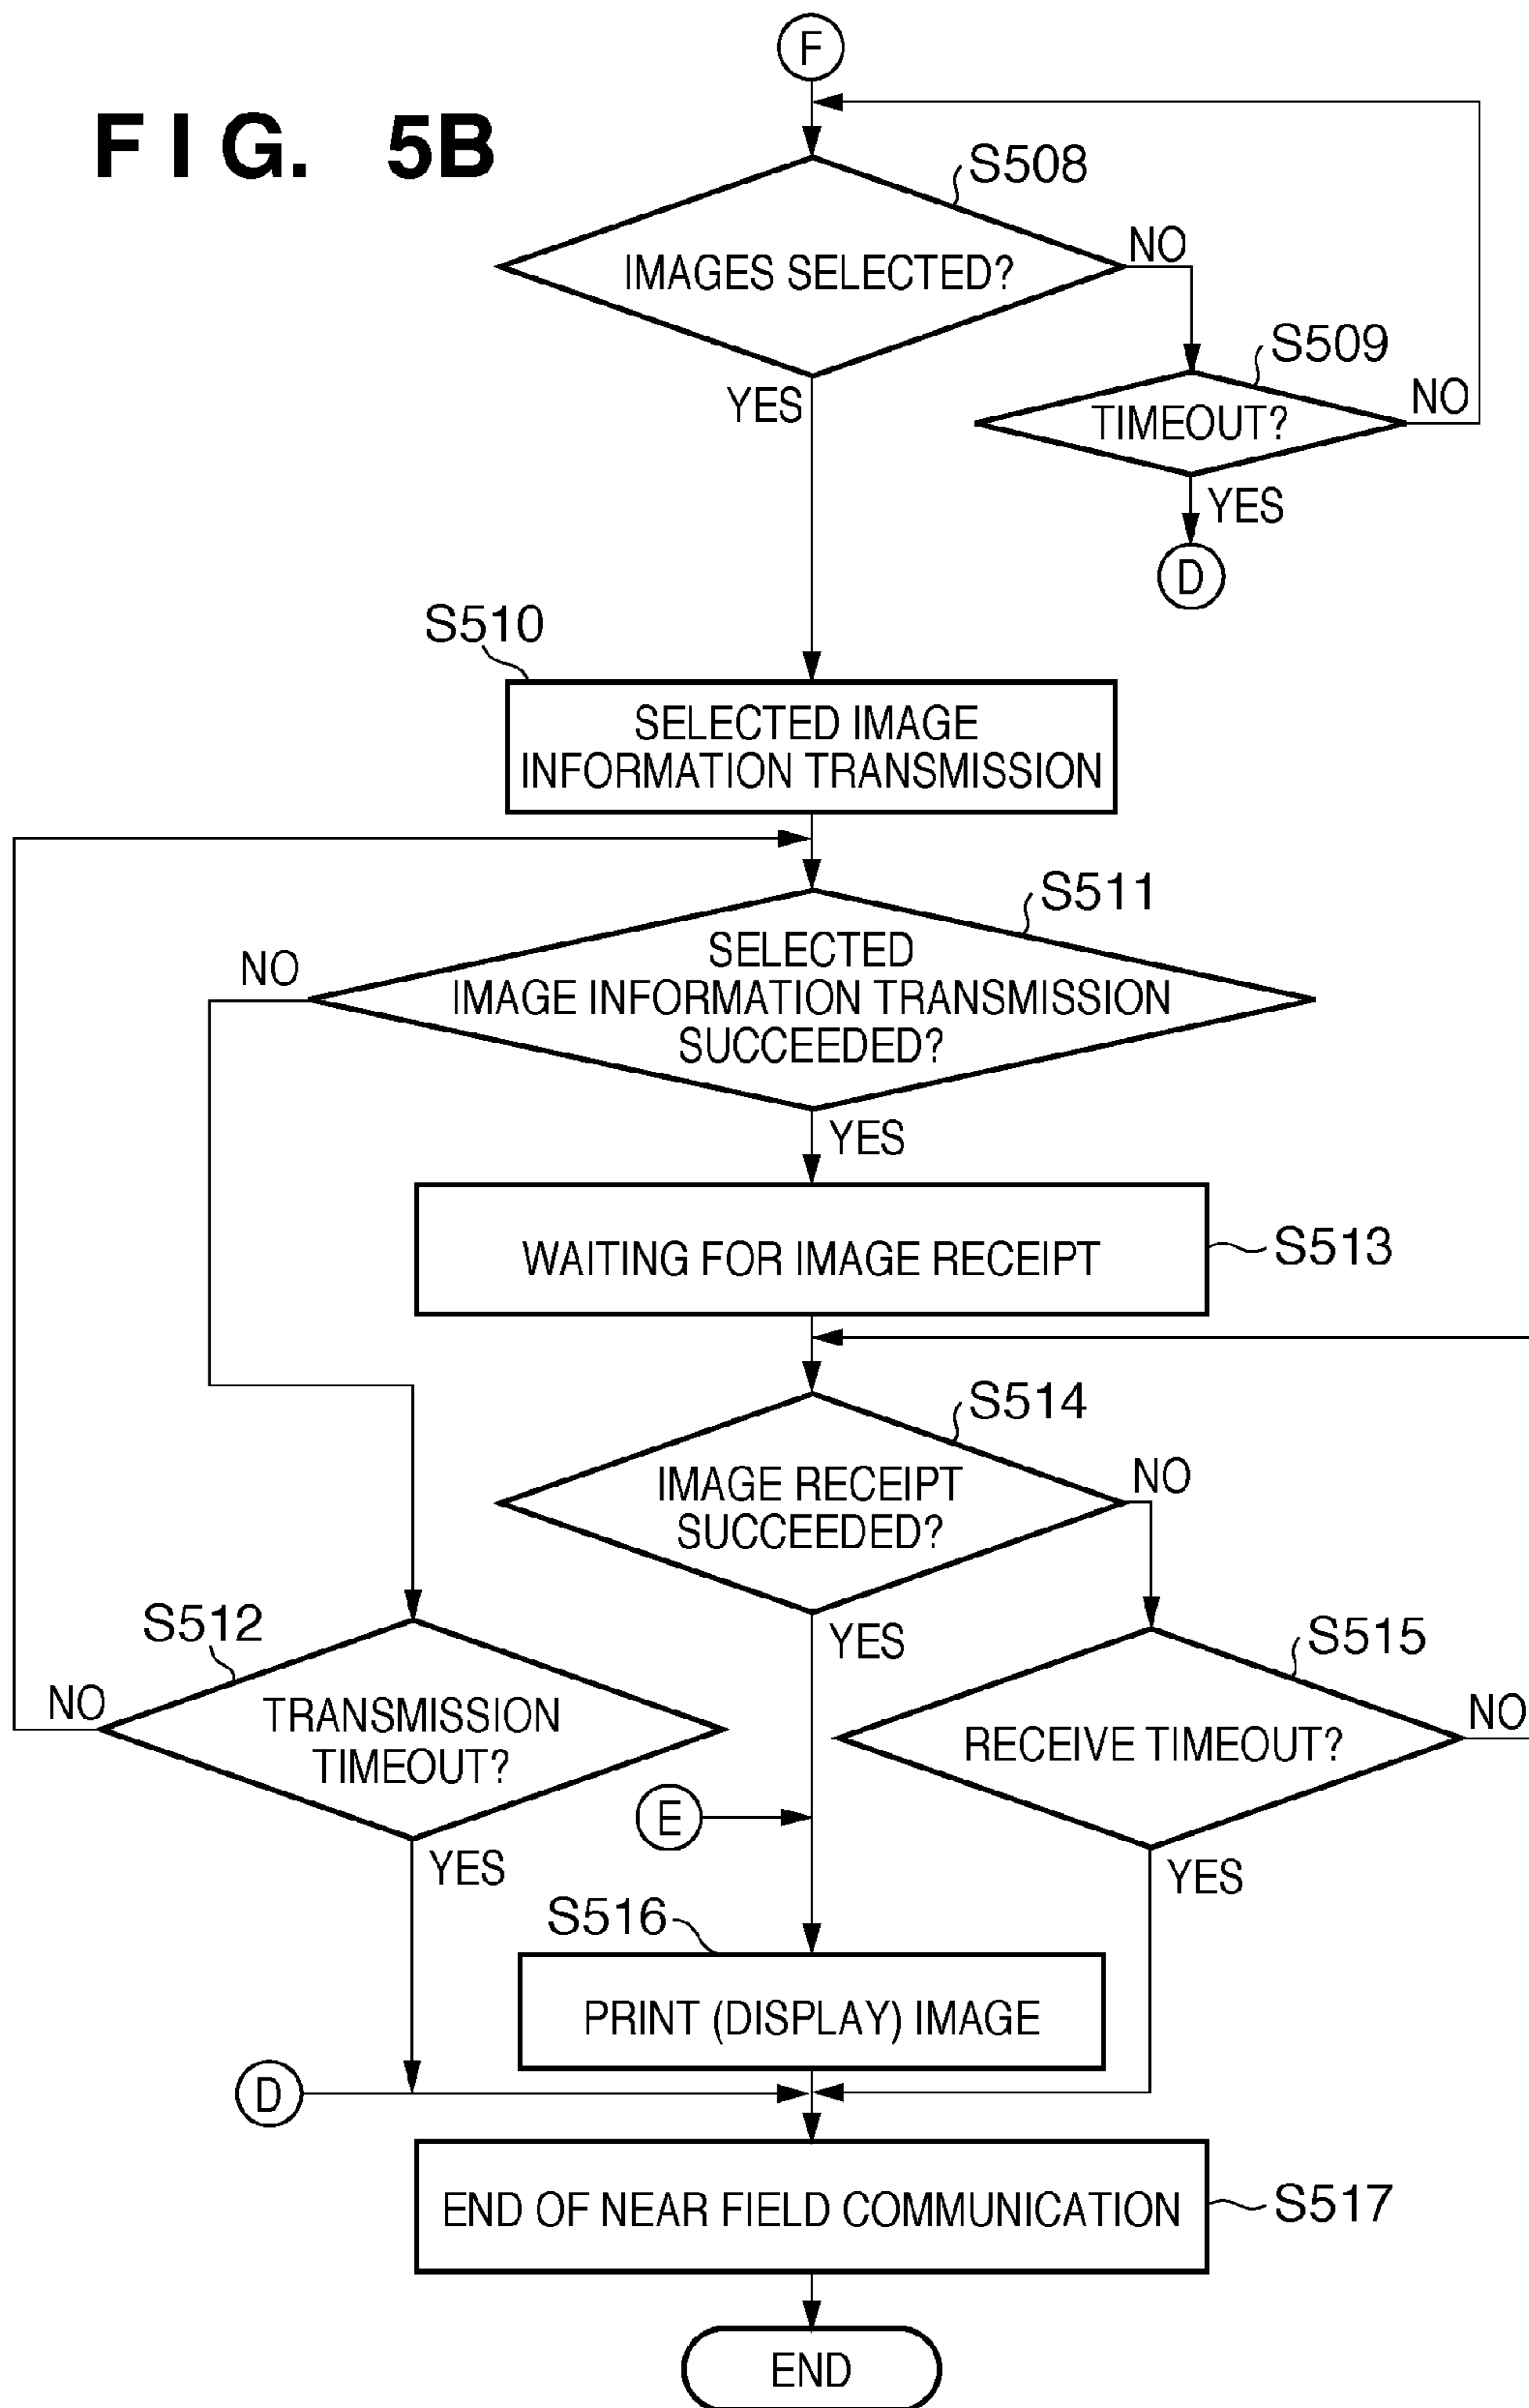 F
FIG. 5B
S508
IMAGES SELECTED?
NO
S509
TIMEOUT?
NO
YES
YES
D
S510
SELECTED IMAGE
INFORMATION TRANSMISSION
S511
NO
SELECTED
IMAGE INFORMATION TRANSMISSION
SUCCEEDED?
YES
WAITING FOR IMAGE RECEIPT
S513
S514
IMAGE RECEIPT
SUCCEEDED?
NO
S512
YES
S515
NO
TRANSMISSION
TIMEOUT?
RECEIVE TIMEOUT?
NO
E
YES
YES
S516
PRINT (DISPLAY) IMAGE
D
END OF NEAR FIELD COMMUNICATION
S517
END